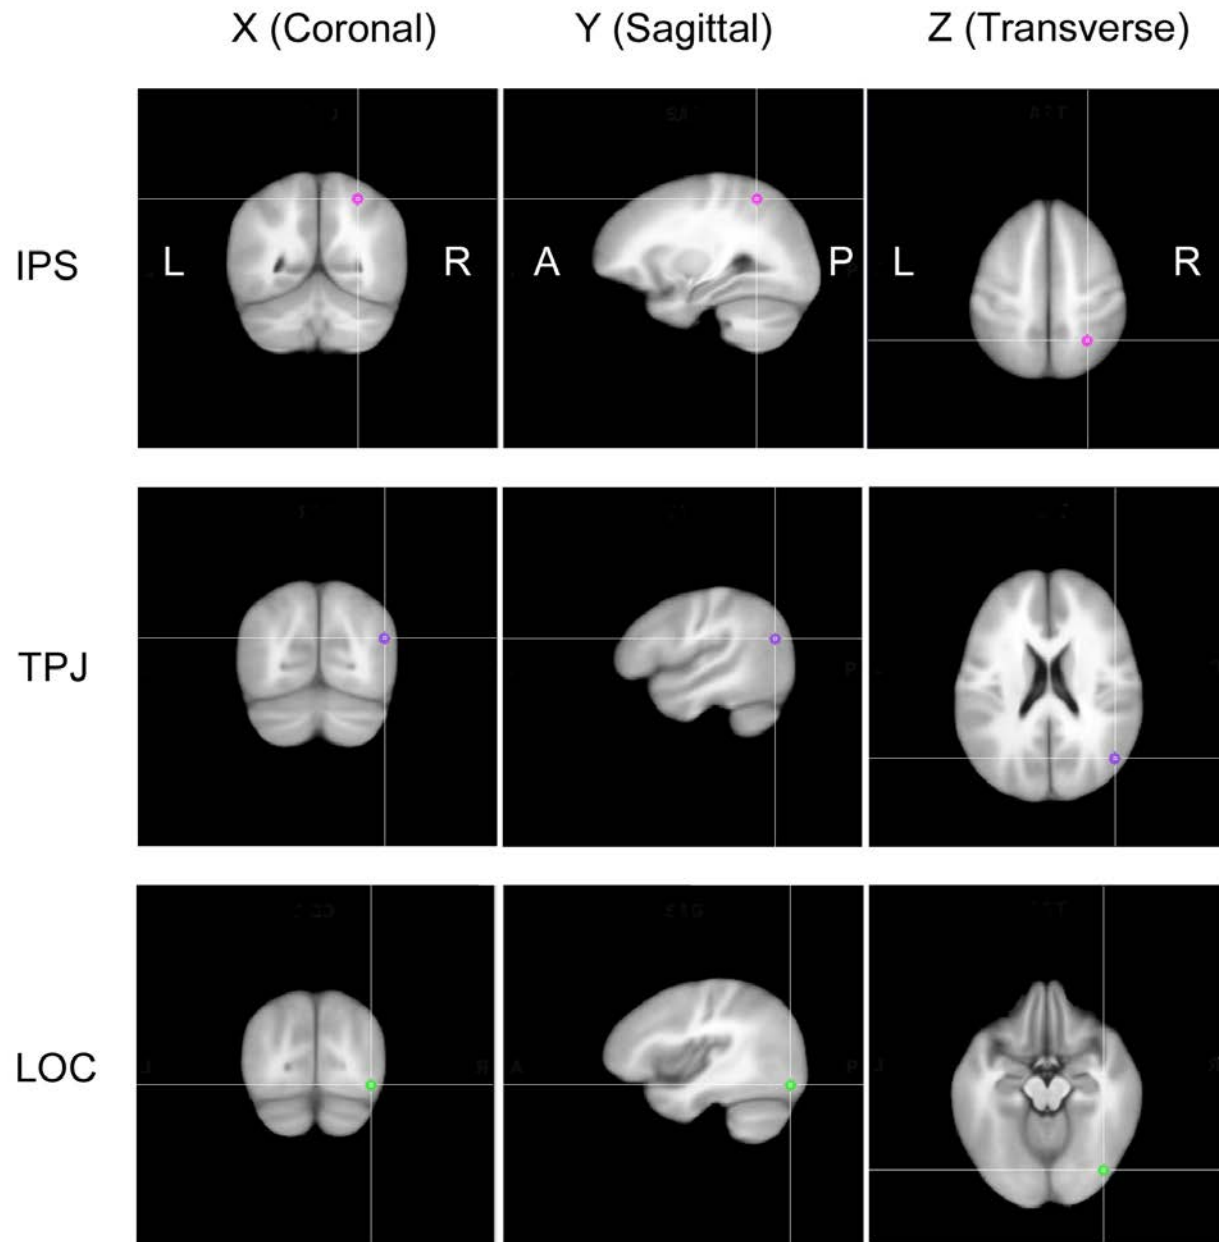 X (Coronal) Y (Sagittal) Z (Transverse)
IPS L R A P L R
TPJ P
LOC L R A P L R